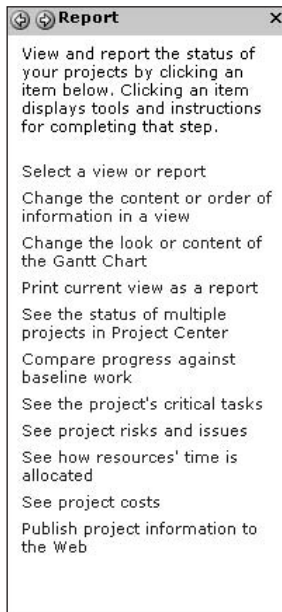 Report
View and report the status of
your projects by clicking an
item below. Clicking an item
displays tools and instructions
for completing that step.
Select a view or report
Change the content or order of
information in a view
Change the look or content of
the Gantt Chart
Print current view as a report
See the status of multiple
projects in Project Center
Compare progress against
baseline work
See the project's critical tasks
See project risks and issues
See how resources' time is
allocated
See project costs
Publish project information to
the Web